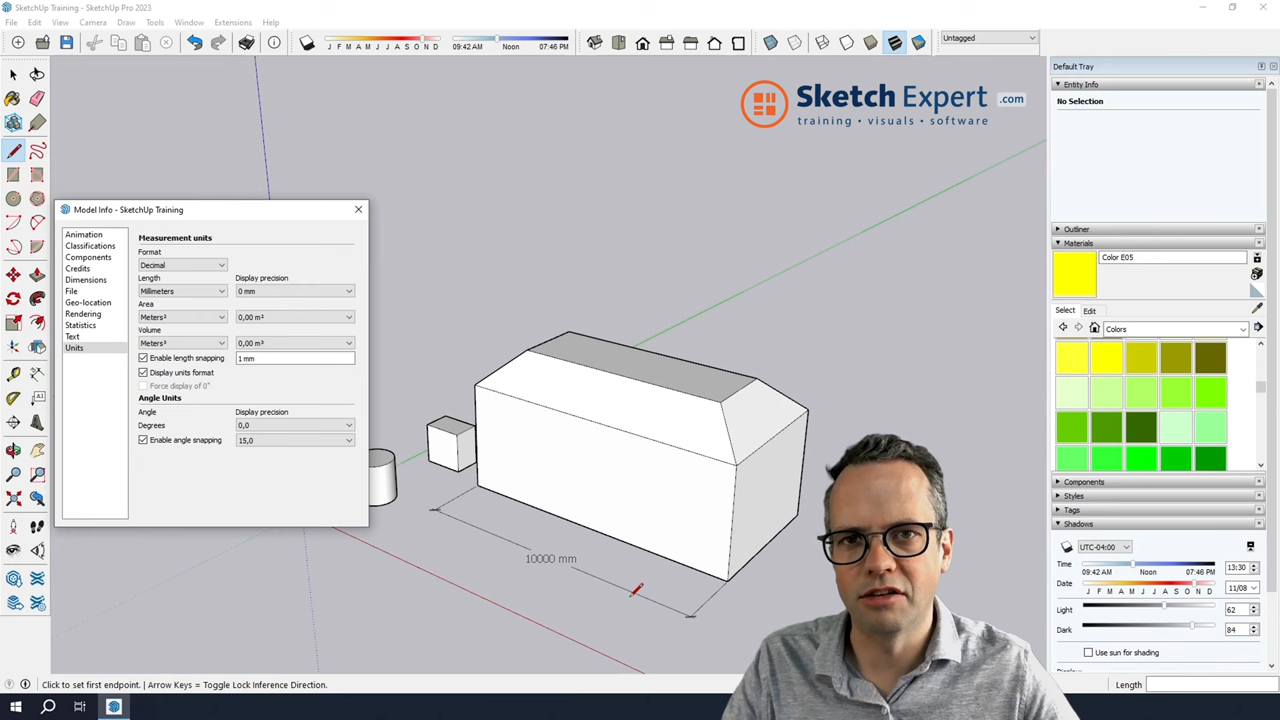 SketchUp Training - SketchUp Pro 2023
File Edit View Camera Draw Tools Window Extensions Help
J F M A M J J A S O N D
09:42 AM Noon 07:46 PM
Untagged
Sketch Expert .com
training • visuals • software
Model Info - SketchUp Training
Animation
Classifications
Components
Credits
Dimensions
File
Geo-location
Rendering
Statistics
Text
Units
Measurement units
Format
Decimal
Length Display precision
Millimeters 0 mm
Area
Meters² 0,00 m²
Volume
Meters³ 0,00 m³
Enable length snapping 1 mm
Display units format
Force display of 0"
Angle Units
Angle Display precision
Degrees 0,0
Enable angle snapping 15,0
10000 mm
Default Tray
Entity Info
No Selection
Outliner
Materials
Color E05
Select Edit
Colors
Components
Styles
Tags
Shadows
UTC-04:00
Time 13:30
09:42 AM Noon 07:46 PM
Date 11/08
J F M A M J J A S O N D
Light 62
Dark 84
Use sun for shading
Click to set first endpoint. | Arrow Keys = Toggle Lock Inference Direction.
Length